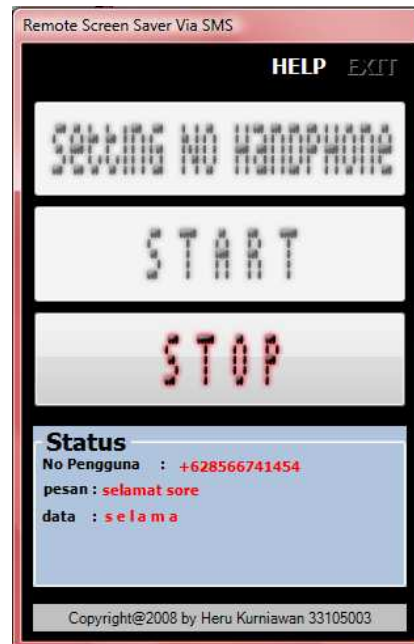 Remote Screen Saver Via SMS
HELP EXIT
SettING NO HANDPHONe
START
STOP
Status
No Pengguna : +628566741454
pesan : selamat sore
data : s e l a m a
Copyright@2008 by Heru Kurniawan 33105003